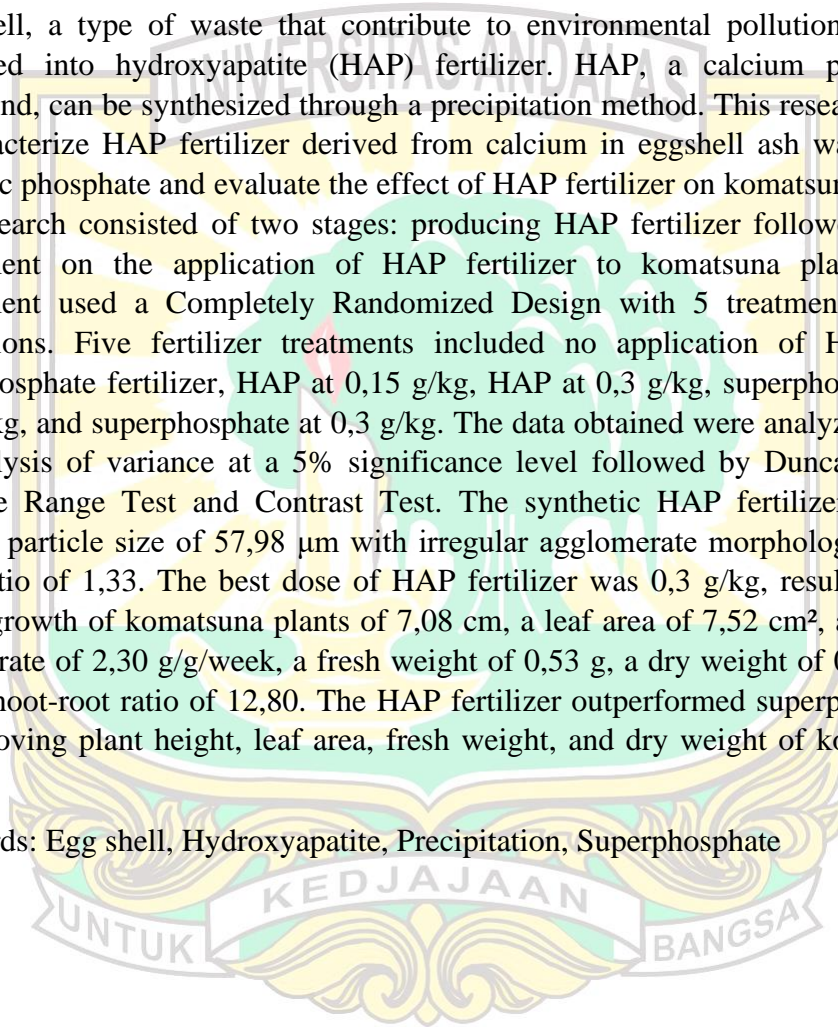 ell, a type of waste that contribute to environmental pollution
ed into hydroxyapatite (HAP) fertilizer. HAP, a calcium p
nd, can be synthesized through a precipitation method. This resea
acterize HAP fertilizer derived from calcium in eggshell ash wa
ic phosphate and evaluate the effect of HAP fertilizer on komatsun
earch consisted of two stages: producing HAP fertilizer followe
ent on the application of HAP fertilizer to komatsuna pla
ent used a Completely Randomized Design with 5 treatmen
ions. Five fertilizer treatments included no application of H
osphate fertilizer, HAP at 0,15 g/kg, HAP at 0,3 g/kg, superpho
kg, and superphosphate at 0,3 g/kg. The data obtained were analyz
lysis of variance at a 5% significance level followed by Dunca
e Range Test and Contrast Test. The synthetic HAP fertilizer
particle size of 57,98 μm with irregular agglomerate morpholog
tio of 1,33. The best dose of HAP fertilizer was 0,3 g/kg, resul
growth of komatsuna plants of 7,08 cm, a leaf area of 7,52 cm², a
rate of 2,30 g/g/week, a fresh weight of 0,53 g, a dry weight of 0
hoot-root ratio of 12,80. The HAP fertilizer outperformed superp
oving plant height, leaf area, fresh weight, and dry weight of ko
rds: Egg shell, Hydroxyapatite, Precipitation, Superphosphate
UNIVERSITAS ANDALAS
UNTUK KEDJAJAAN BANGSA